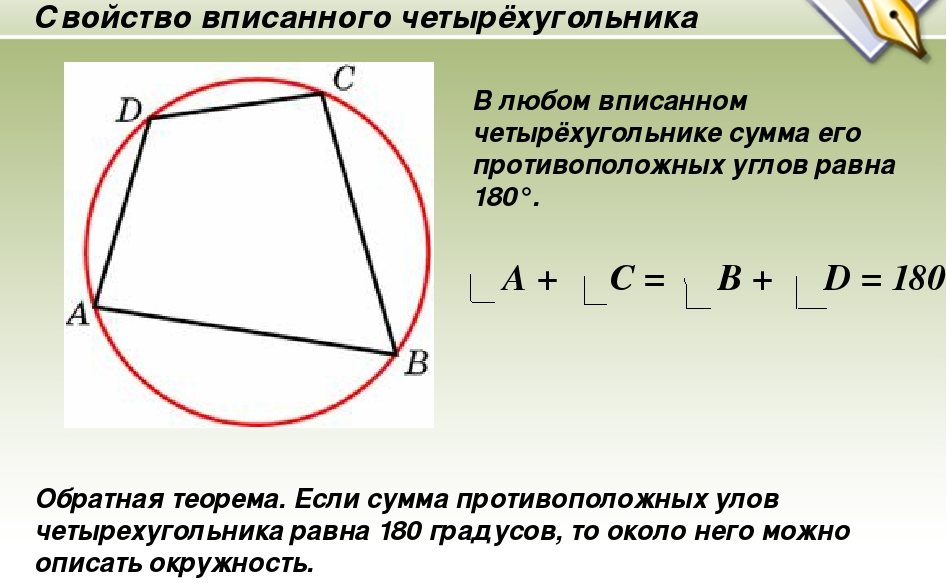 Свойство вписанного четырёхугольника
C
D
A
B
В любом вписанном
четырёхугольнике сумма его
противоположных углов равна
180°.
∟A + ∟C = ∟B + ∟D = 180
Обратная теорема. Если сумма противоположных улов
четырехугольника равна 180 градусов, то около него можно
описать окружность.